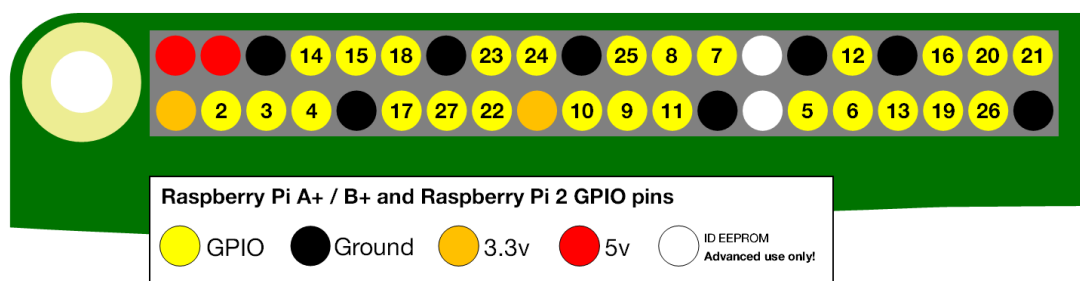 14 15 18 23 24 25 8 7 12 16 20 21
2 3 4 17 27 22 10 9 11 5 6 13 19 26
Raspberry Pi A+ / B+ and Raspberry Pi 2 GPIO pins
GPIO Ground 3.3v 5v ID EEPROM
Advanced use only!